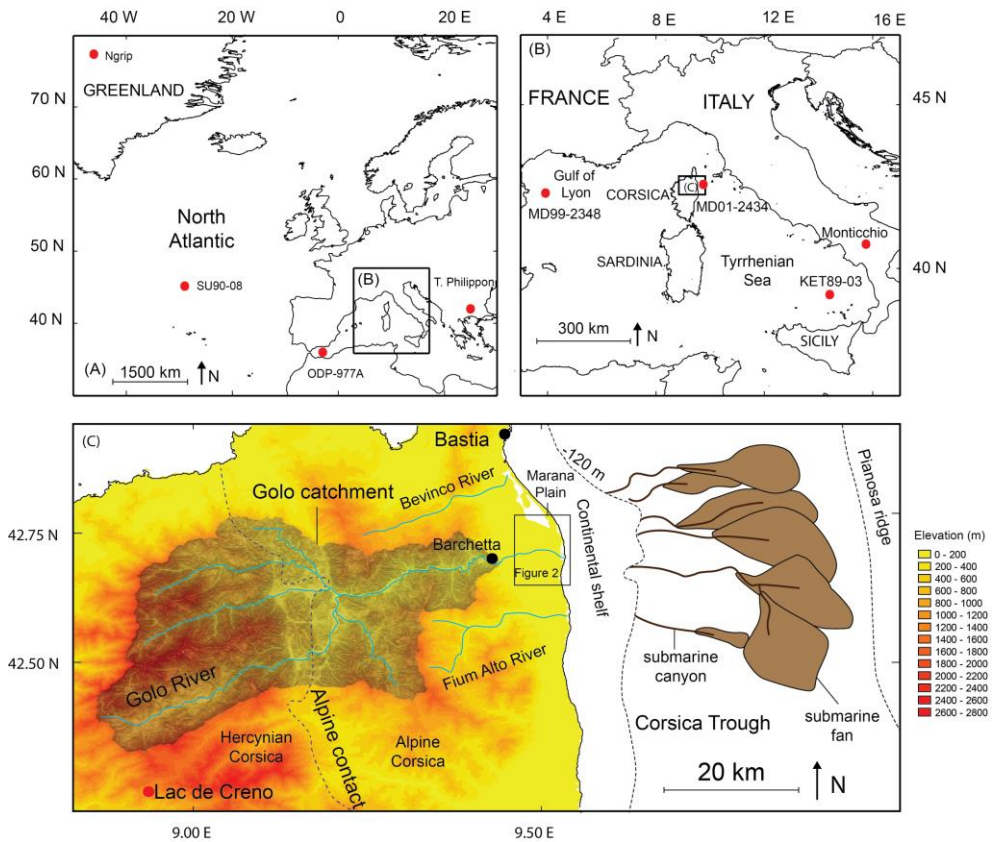 40 W
20 W
0
20 E
Ngrip
GREENLAND
70 N
60 N
50 N
40 N
North
Atlantic
SU90-08
(B)
T. Philippon
ODP-977A
(A)
1500 km
N
4 E
8 E
14 E
16 E
(B)
FRANCE
ITALY
45 N
Gulf of
Lyon
MD99-2348
CORSICA
(C)
MD01-2434
Monticchio
SARDINIA
Tyrrhenian
Sea
40 N
KET89-03
300 km
N
SICILY
(C)
Bastia
Golo catchment
Bevinco River
Marana
Plain
-120 m
Pianosa ridge
42.75 N
Barchetta
Figure 2
Continental shelf
42.50 N
Golo River
Fium Alto River
submarine
canyon
Corsica Trough
submarine
fan
Hercynian
Corsica
Alpine contact
Alpine
Corsica
Lac de Creno
20 km
N
9.00 E
9.50 E
Elevation (m)
0 - 200
200 - 400
400 - 600
600 - 800
800 - 1000
1000 - 1200
1200 - 1400
1400 - 1600
1600 - 1800
1800 - 2000
2000 - 2200
2200 - 2400
2400 - 2600
2600 - 2800